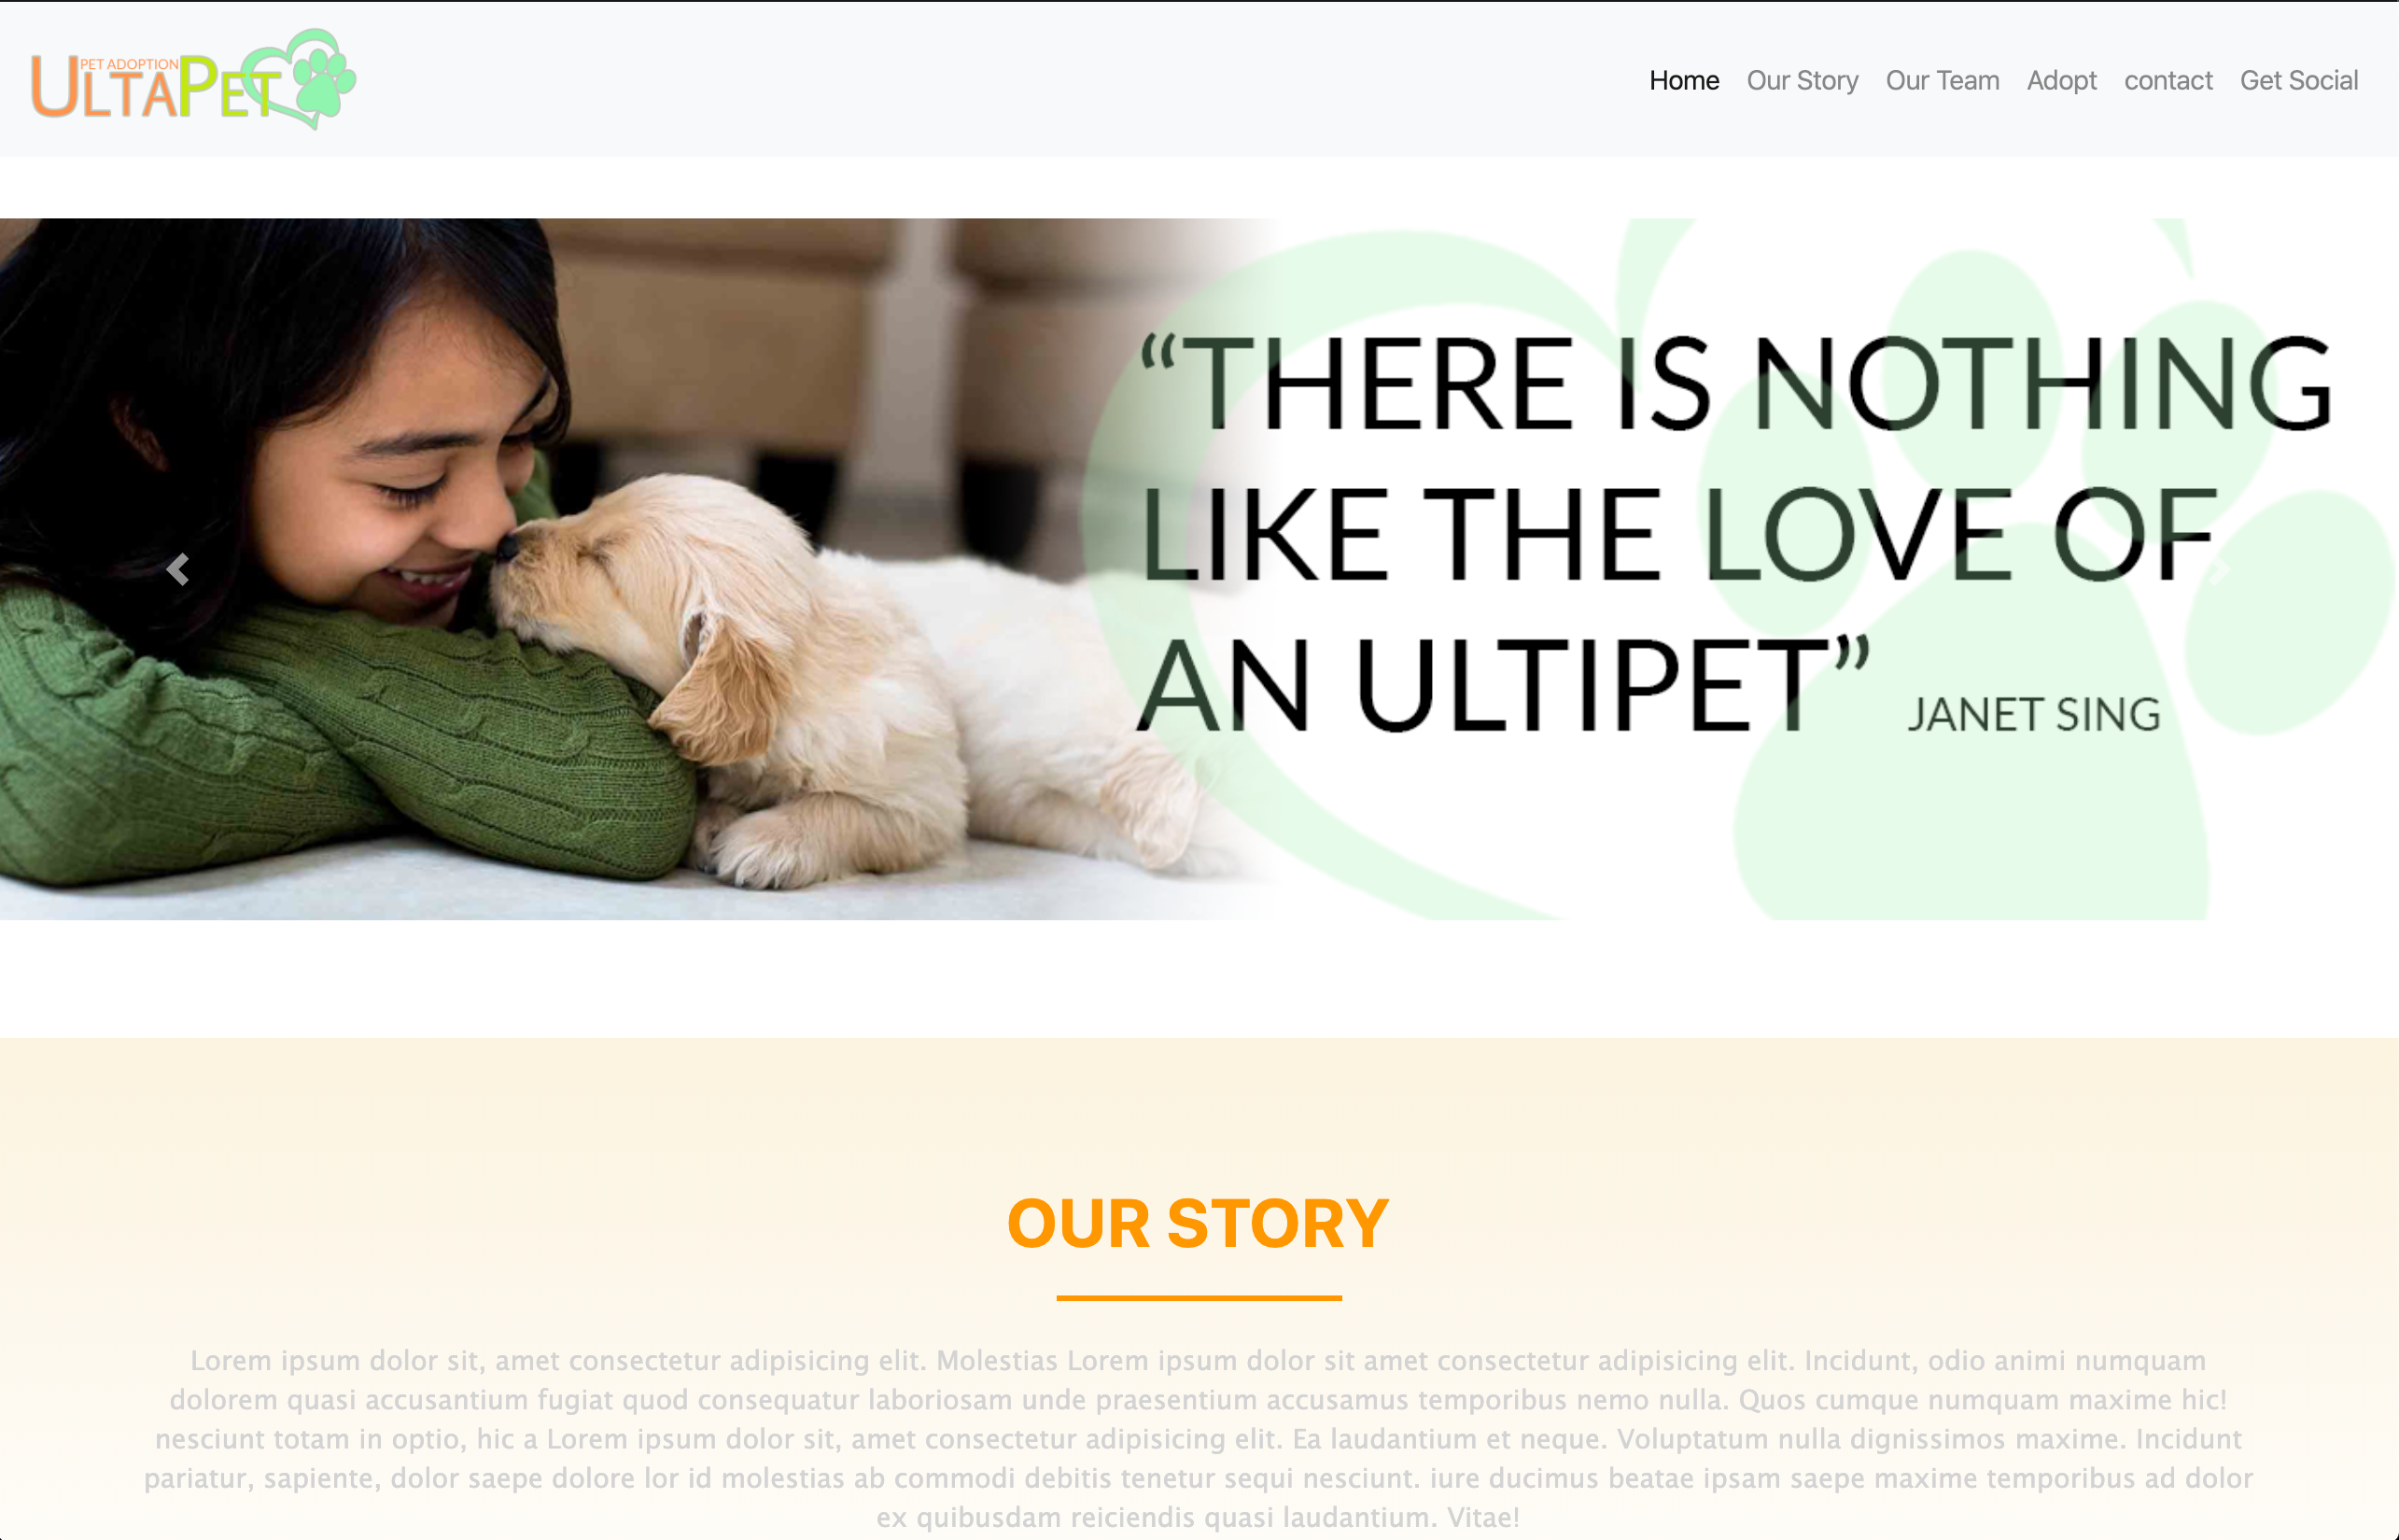 PET ADOPTION
ULTAPET
Home Our Story Our Team Adopt contact Get Social
“THERE IS NOTHING
LIKE THE LOVE OF
AN ULTIPET” JANET SING
OUR STORY
Lorem ipsum dolor sit, amet consectetur adipisicing elit. Molestias Lorem ipsum dolor sit amet consectetur adipisicing elit. Incidunt, odio animi numquam
dolorem quasi accusantium fugiat quod consequatur laboriosam unde praesentium accusamus temporibus nemo nulla. Quos cumque numquam maxime hic!
nesciunt totam in optio, hic a Lorem ipsum dolor sit, amet consectetur adipisicing elit. Ea laudantium et neque. Voluptatum nulla dignissimos maxime. Incidunt
pariatur, sapiente, dolor saepe dolore lor id molestias ab commodi debitis tenetur sequi nesciunt. iure ducimus beatae ipsam saepe maxime temporibus ad dolor
ex quibusdam reiciendis quasi laudantium. Vitae!